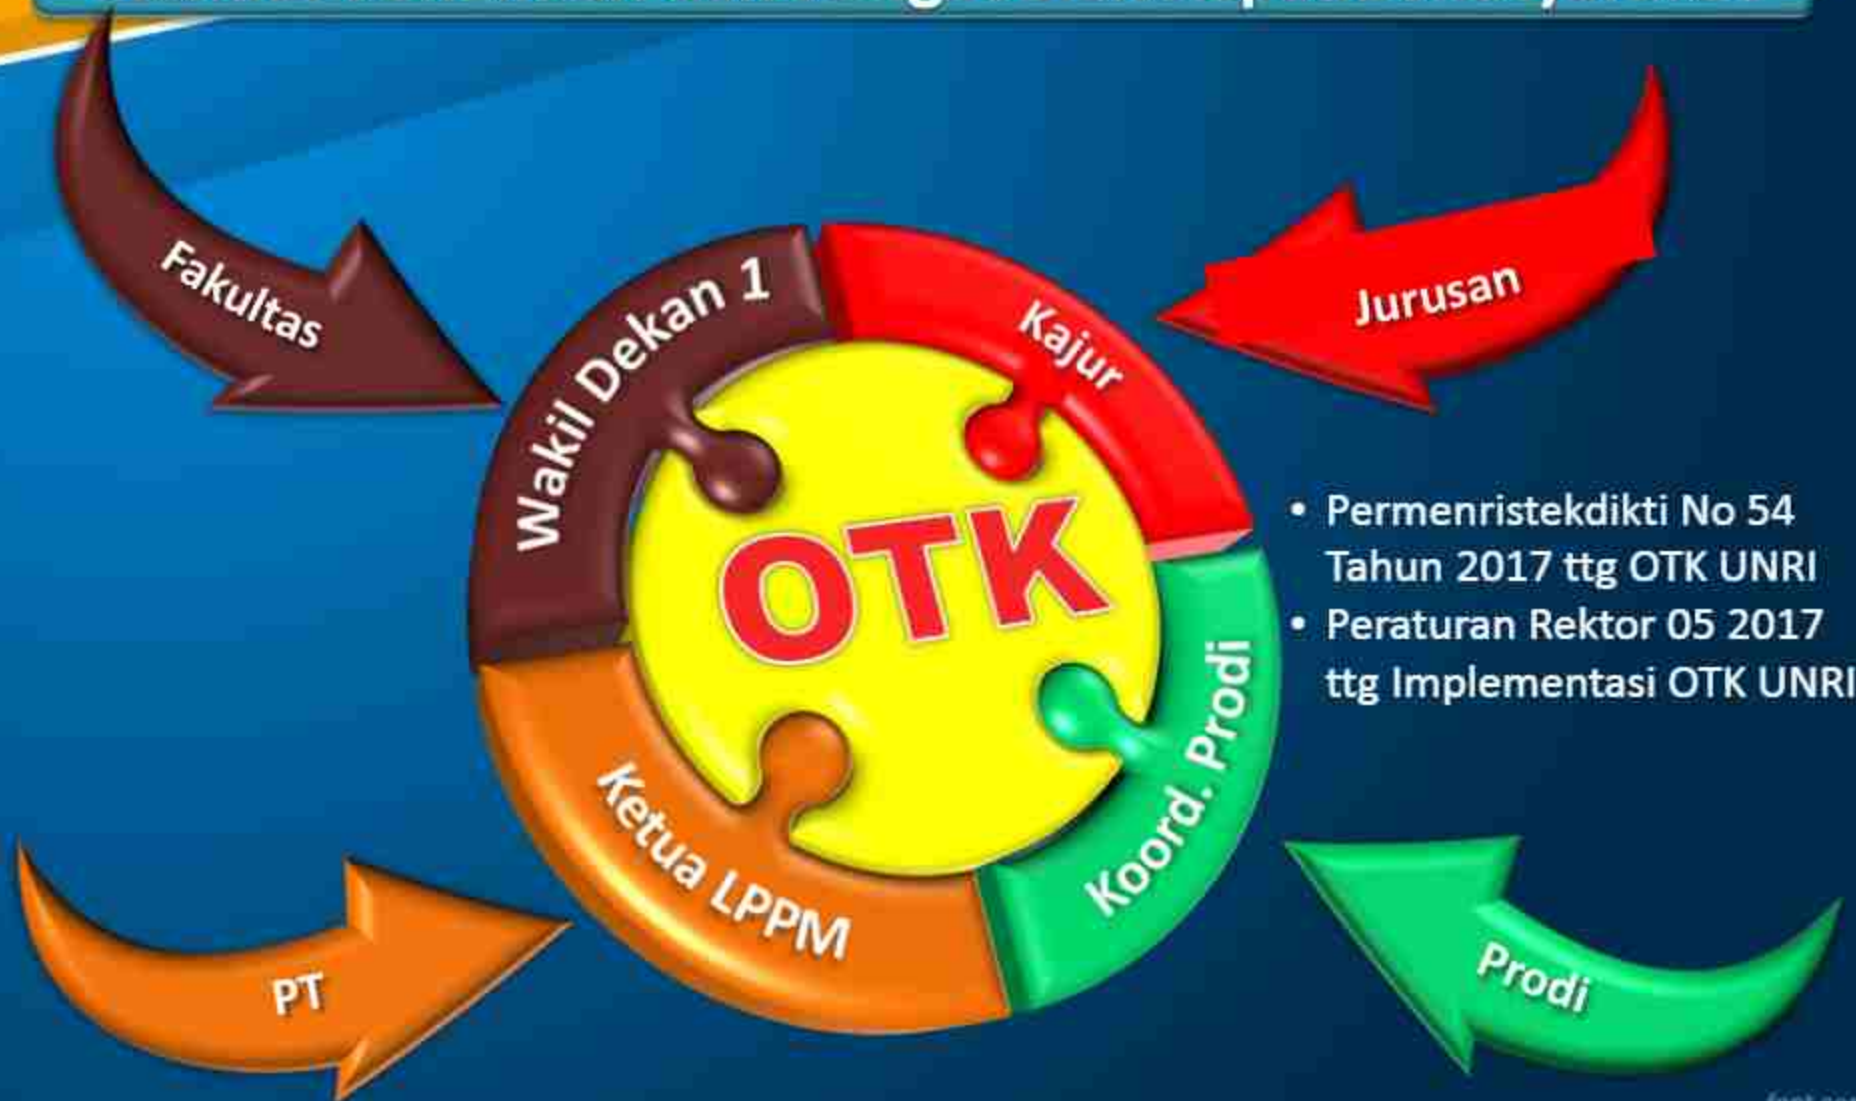 Fakultas
Jurusan
Wakil Dekan 1
Kajur
OTK
• Permenristekdikti No 54
Tahun 2017 ttg OTK UNRI
• Peraturan Rektor 05 2017
ttg Implementasi OTK UNRI
Koord. Prodi
Ketua LPPM
PT
Prodi